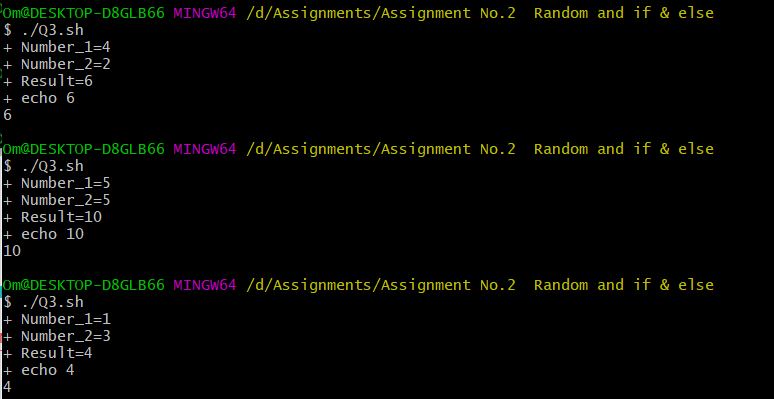 Om@DESKTOP-D8GLB66 MINGW64 /d/Assignments/Assignment No.2  Random and if & else
$ ./Q3.sh
+ Number_1=4
+ Number_2=2
+ Result=6
+ echo 6
6
Om@DESKTOP-D8GLB66 MINGW64 /d/Assignments/Assignment No.2  Random and if & else
$ ./Q3.sh
+ Number_1=5
+ Number_2=5
+ Result=10
+ echo 10
10
Om@DESKTOP-D8GLB66 MINGW64 /d/Assignments/Assignment No.2  Random and if & else
$ ./Q3.sh
+ Number_1=1
+ Number_2=3
+ Result=4
+ echo 4
4